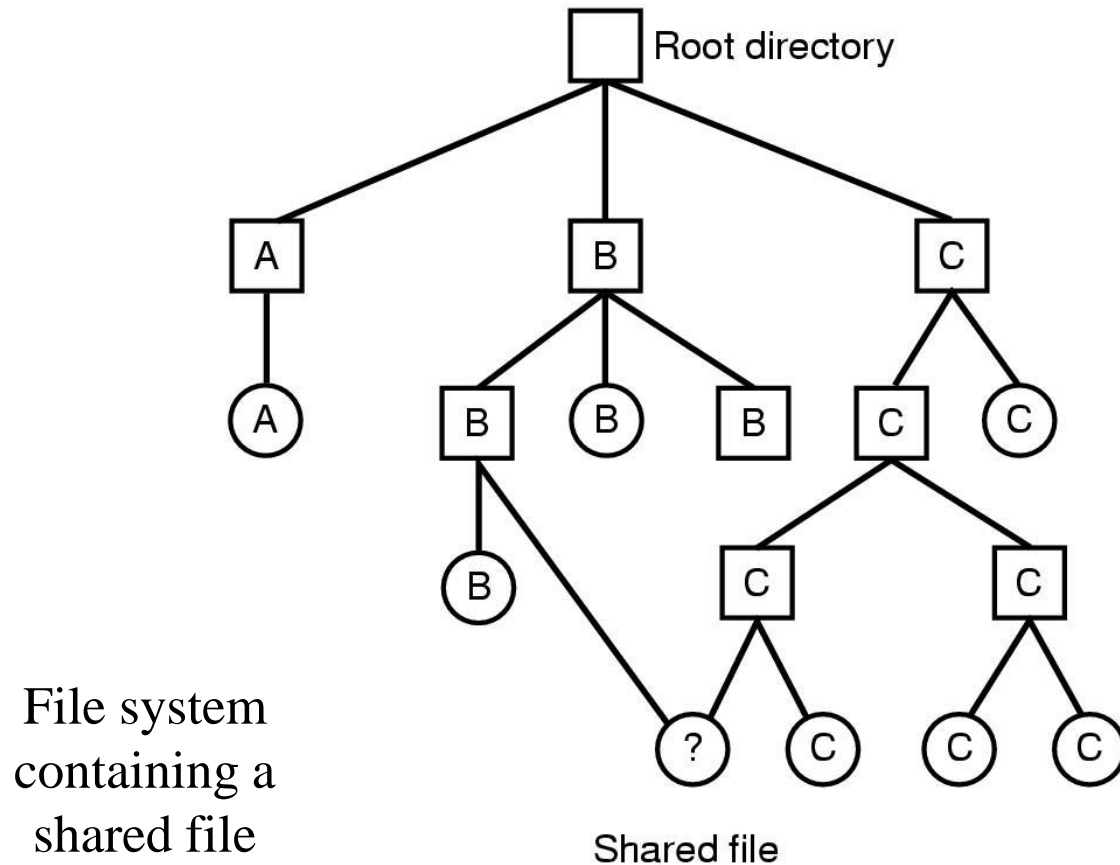 Root directory
A B C
A B B B C C
B C C
? C C C
File system
containing a
shared file
Shared file